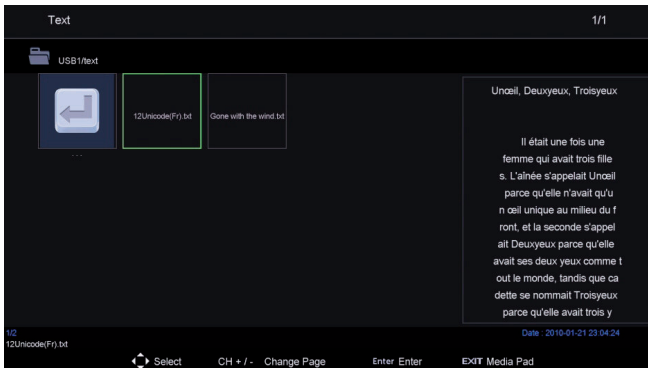 Text
1/1
USB1/text
12Unicode(Fr).txt
Gone with the wind.txt
...
Unœil, Deuxyeux, Troisyeux
Il était une fois une
femme qui avait trois fille
s. L'aînée s'appelait Unœil
parce qu'elle n'avait qu'u
n œil unique au milieu du f
ront, et la seconde s'appel
ait Deuxyeux parce qu'elle
avait ses deux yeux comme t
out le monde, tandis que ca
dette se nommait Troisyeux
parce qu'elle avait trois y
1/2
Date : 2010-01-21 23:04:24
12Unicode(Fr).txt
Select CH + / - Change Page Enter Enter EXIT Media Pad